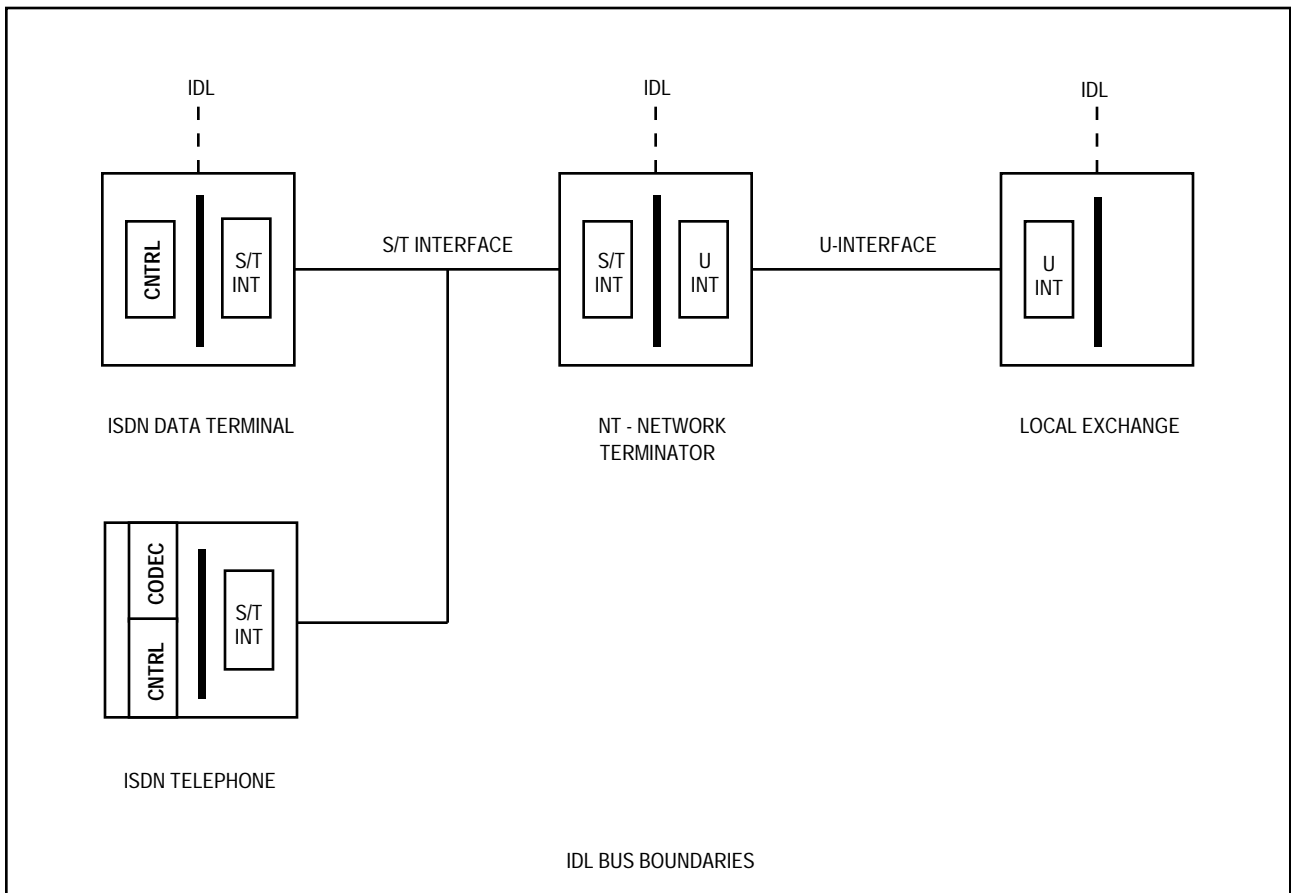 IDL
IDL
IDL
CNTRL
S/T
INT
S/T INTERFACE
S/T
INT
U
INT
U-INTERFACE
U
INT
ISDN DATA TERMINAL
NT - NETWORK
TERMINATOR
LOCAL EXCHANGE
CODEC
CNTRL
S/T
INT
ISDN TELEPHONE
IDL BUS BOUNDARIES